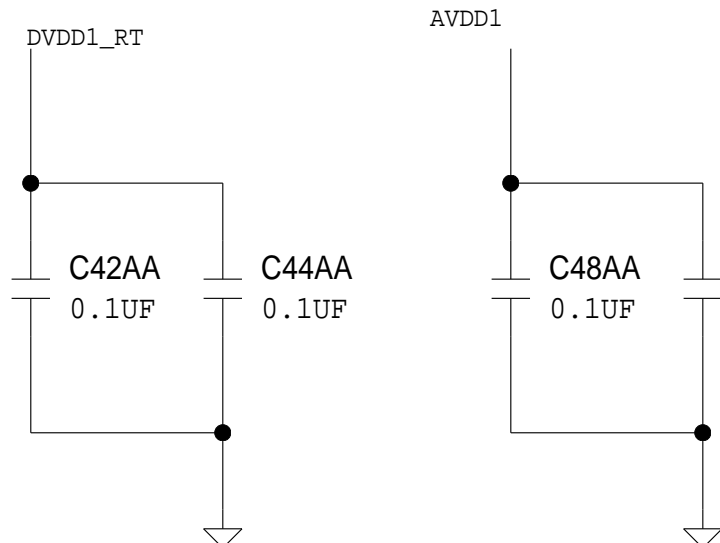 DVDD1_RT
AVDD1
C42AA
0.1UF
C44AA
0.1UF
C48AA
0.1UF